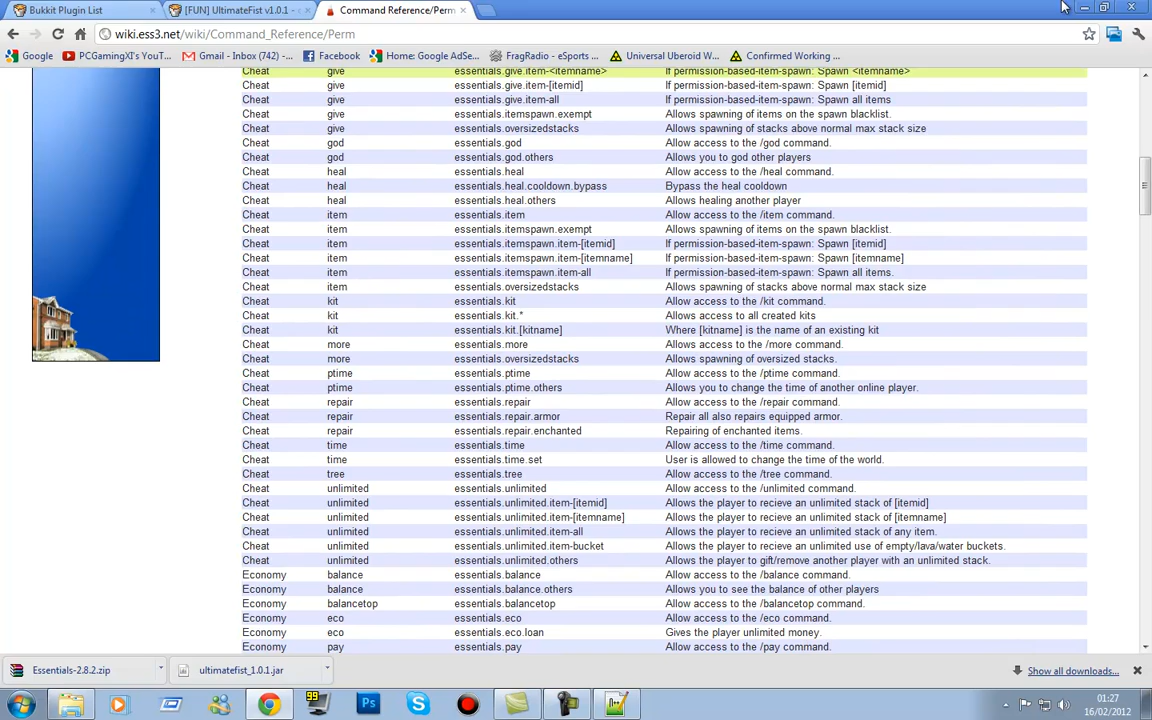 Bukkit Plugin List
[FUN] UltimateFist v1.0.1 -
Command Reference/Perm
wiki.ess3.net/wiki/Command_Reference/Perm
Google
PCGamingXI's YouT...
Gmail - Inbox (742) -...
Facebook
Home: Google AdSe...
FragRadio - eSports ...
Universal Uberoid W...
Confirmed Working ...
Cheat give essentials.give.item-<itemname> If permission-based-item-spawn: Spawn <itemname>
Cheat give essentials.give.item-[itemid] If permission-based-item-spawn: Spawn [itemid]
Cheat give essentials.give.item-all If permission-based-item-spawn: Spawn all items
Cheat give essentials.itemspawn.exempt Allows spawning of items on the spawn blacklist.
Cheat give essentials.oversizedstacks Allows spawning of stacks above normal max stack size
Cheat god essentials.god Allow access to the /god command.
Cheat god essentials.god.others Allows you to god other players
Cheat heal essentials.heal Allow access to the /heal command.
Cheat heal essentials.heal.cooldown.bypass Bypass the heal cooldown
Cheat heal essentials.heal.others Allows healing another player
Cheat item essentials.item Allow access to the /item command.
Cheat item essentials.itemspawn.exempt Allows spawning of items on the spawn blacklist.
Cheat item essentials.itemspawn.item-[itemid] If permission-based-item-spawn: Spawn [itemid]
Cheat item essentials.itemspawn.item-[itemname] If permission-based-item-spawn: Spawn [itemname]
Cheat item essentials.itemspawn.item-all If permission-based-item-spawn: Spawn all items.
Cheat item essentials.oversizedstacks Allows spawning of stacks above normal max stack size
Cheat kit essentials.kit Allow access to the /kit command.
Cheat kit essentials.kit.* Allows access to all created kits
Cheat kit essentials.kit.[kitname] Where [kitname] is the name of an existing kit
Cheat more essentials.more Allow access to the /more command.
Cheat more essentials.oversizedstacks Allows spawning of oversized stacks.
Cheat ptime essentials.ptime Allow access to the /ptime command.
Cheat ptime essentials.ptime.others Allows you to change the time of another online player.
Cheat repair essentials.repair Allow access to the /repair command.
Cheat repair essentials.repair.armor Repair all also repairs equipped armor.
Cheat repair essentials.repair.enchanted Repairing of enchanted items.
Cheat time essentials.time Allow access to the /time command.
Cheat time essentials.time.set User is allowed to change the time of the world.
Cheat tree essentials.tree Allow access to the /tree command.
Cheat unlimited essentials.unlimited Allow access to the /unlimited command.
Cheat unlimited essentials.unlimited.item-[itemid] Allows the player to recieve an unlimited stack of [itemid]
Cheat unlimited essentials.unlimited.item-[itemname] Allows the player to recieve an unlimited stack of [itemname]
Cheat unlimited essentials.unlimited.item-all Allows the player to recieve an unlimited stack of any item.
Cheat unlimited essentials.unlimited.item-bucket Allows the player to recieve an unlimited use of empty/lava/water buckets.
Cheat unlimited essentials.unlimited.others Allows the player to gift/remove another player with an unlimited stack.
Economy balance essentials.balance Allow access to the /balance command.
Economy balance essentials.balance.others Allows you to see the balance of other players
Economy balancetop essentials.balancetop Allow access to the /balancetop command.
Economy eco essentials.eco Allow access to the /eco command.
Economy eco essentials.eco.loan Gives the player unlimited money.
Economy pay essentials.pay Allow access to the /pay command.
Essentials-2.8.2.zip
ultimatefist_1.0.1.jar
Show all downloads...
99
Ps
01:27
16/02/2012